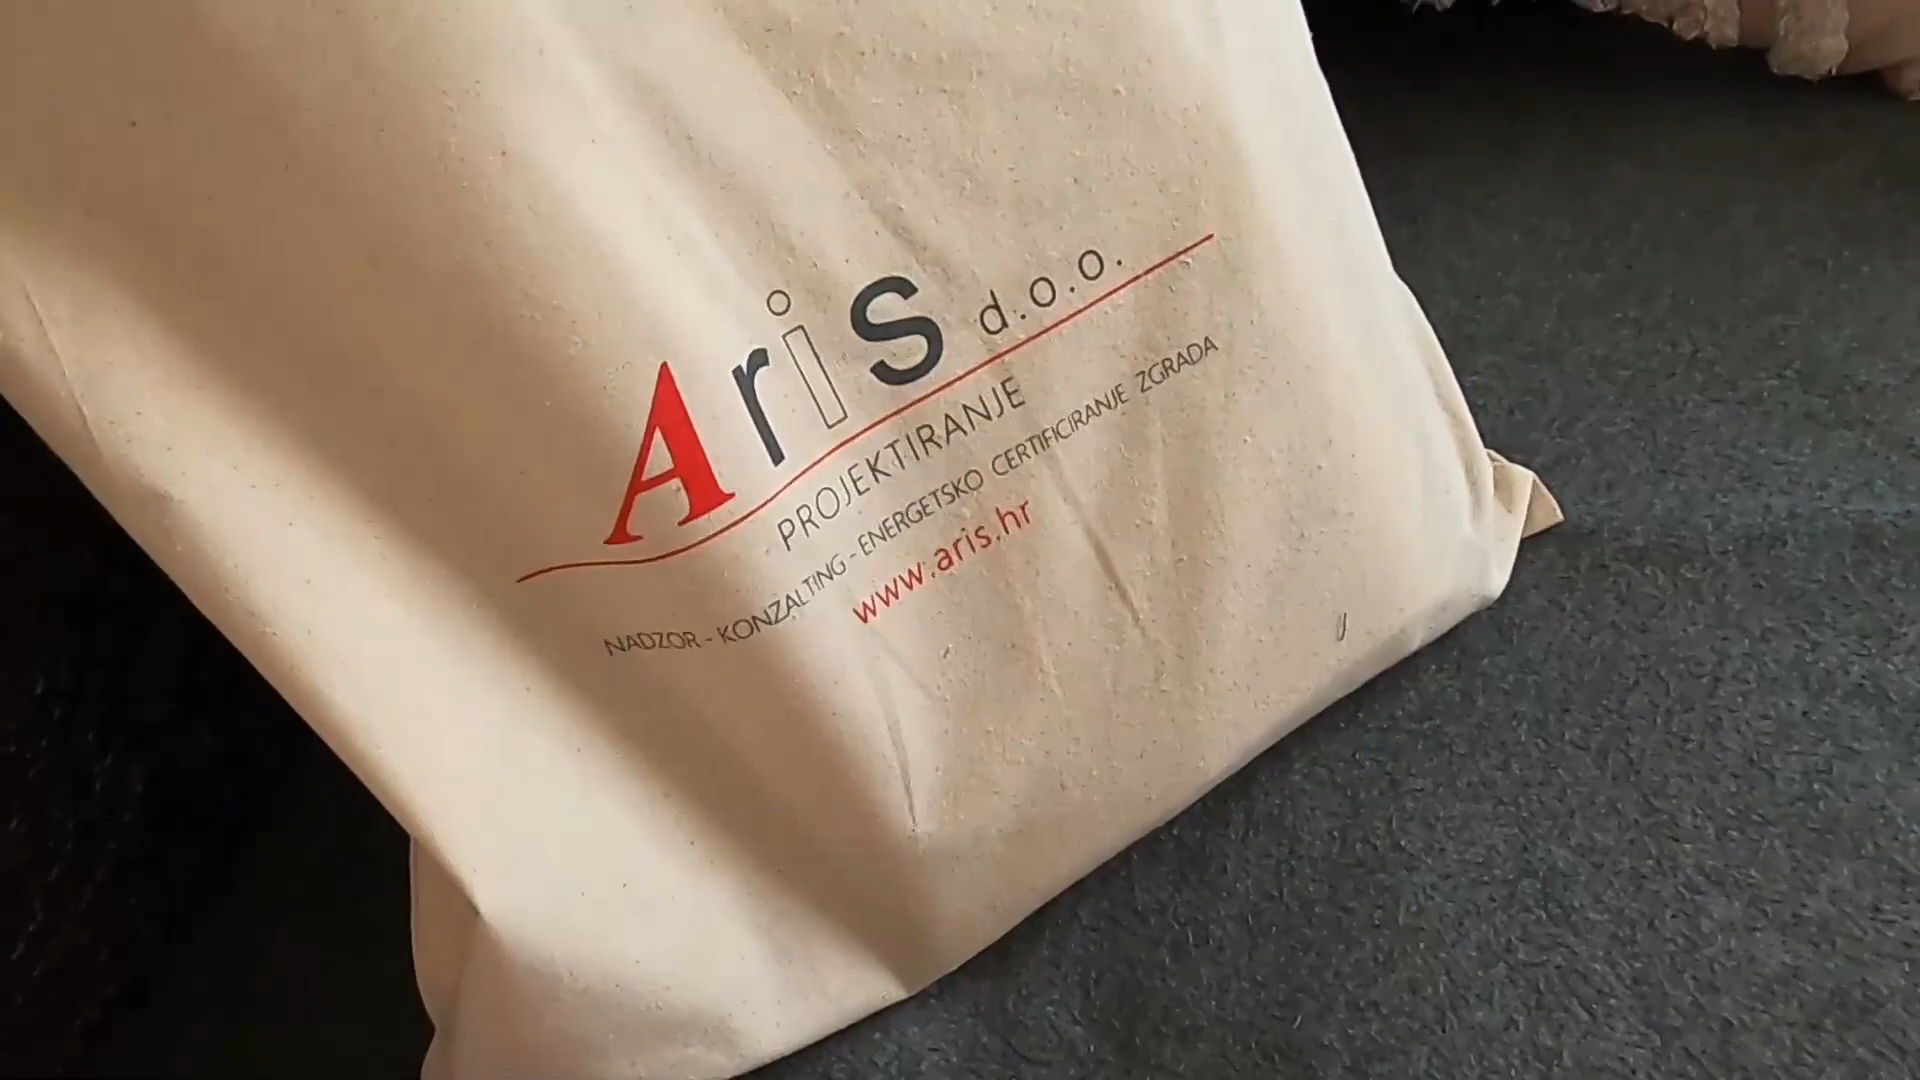 Aris d.o.o.
PROJEKTIRANJE
NADZOR - KONZALTING - ENERGETSKO CERTIFICIRANJE ZGRADA
www.aris.hr